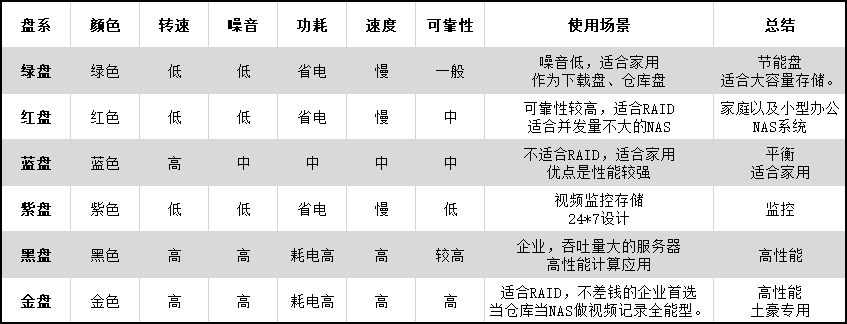 盘系 颜色 转速 噪音 功耗 速度 可靠性 使用场景 总结
绿盘 绿色 低 低 省电 慢 一般 噪音低，适合家用 节能盘
作为下载盘、仓库盘 适合大容量存储。
红盘 红色 低 低 省电 慢 中 可靠性较高，适合RAID 家庭以及小型办公
适合并发量不大的NAS NAS系统
蓝盘 蓝色 高 中 中 中 中 不适合RAID，适合家用 平衡
优点是性能较强 适合家用
紫盘 紫色 低 低 省电 慢 低 视频监控存储 监控
24*7设计
黑盘 黑色 高 高 耗电高 高 较高 企业，吞吐量大的服务器 高性能
高性能计算应用
金盘 金色 高 高 耗电高 高 高 适合RAID，不差钱的企业首选 高性能
当仓库当NAS做视频记录全能型。 土豪专用